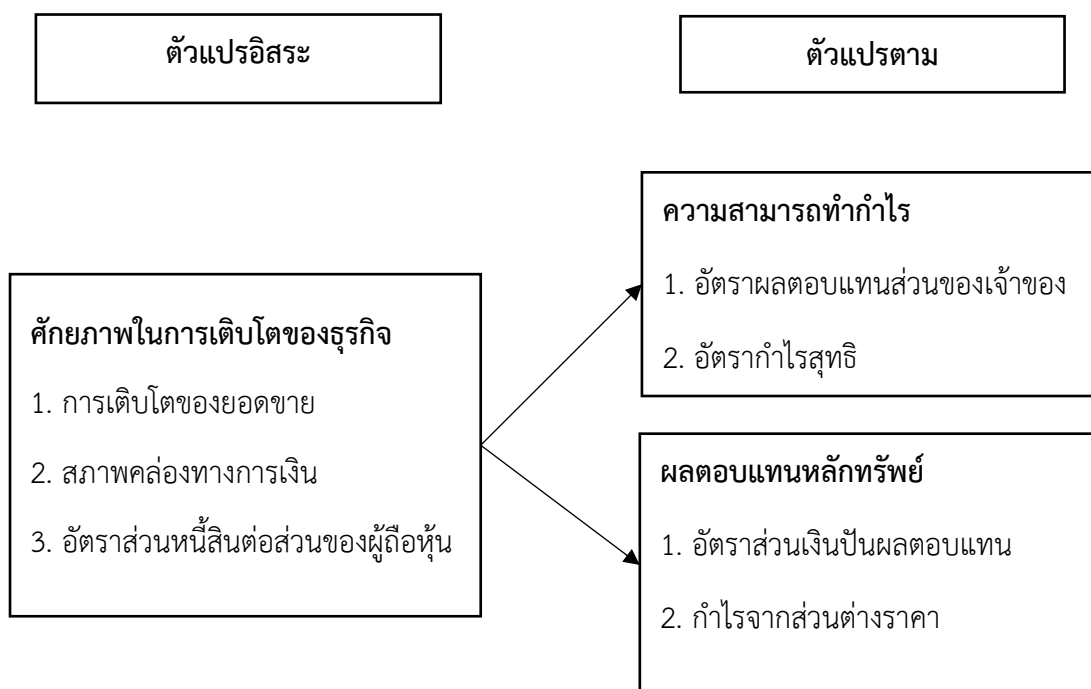 ตัวแปรอิสระ
ตัวแปรตาม
ศักยภาพในการเติบโตของธุรกิจ
1. การเติบโตของยอดขาย
2. สภาพคล่องทางการเงิน
3. อัตราส่วนหนี้สินต่อส่วนของผู้ถือหุ้น
ความสามารถทำกำไร
1. อัตราผลตอบแทนส่วนของเจ้าของ
2. อัตรากำไรสุทธิ
ผลตอบแทนหลักทรัพย์
1. อัตราส่วนเงินปันผลตอบแทน
2. กำไรจากส่วนต่างราคา